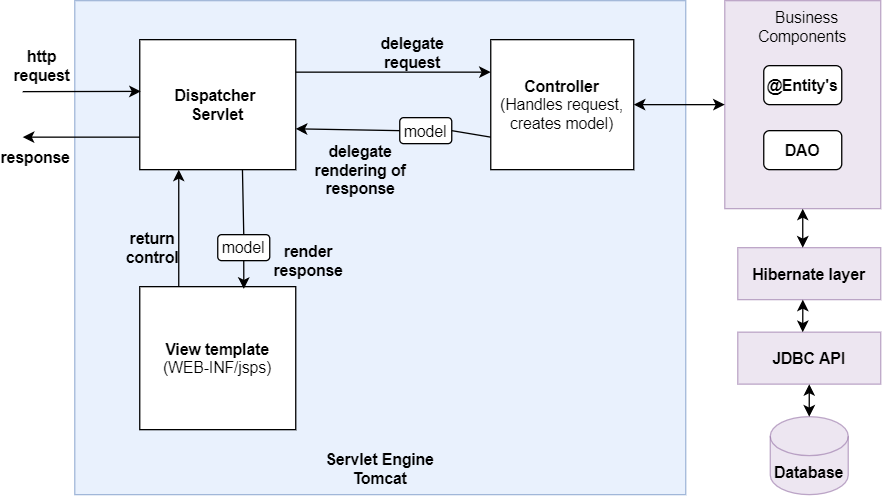 http
request
response
Dispatcher
Servlet
delegate
request
Controller
(Handles request,
creates model)
model
delegate
rendering of
response
return
control
model
render
response
View template
(WEB-INF/jsps)
Servlet Engine
Tomcat
Business
Components
@Entity's
DAO
Hibernate layer
JDBC API
Database